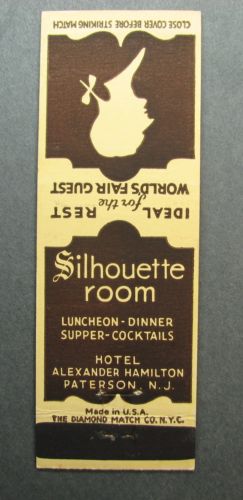 CLOSE COVER BEFORE STRIKING MATCH
IDEAL REST
for the
WORLD'S FAIR GUEST
Silhouette
room
LUNCHEON - DINNER
SUPPER - COCKTAILS
HOTEL
ALEXANDER HAMILTON
PATERSON, N.J.
Made in U.S.A.
THE DIAMOND MATCH CO. N.Y.C.